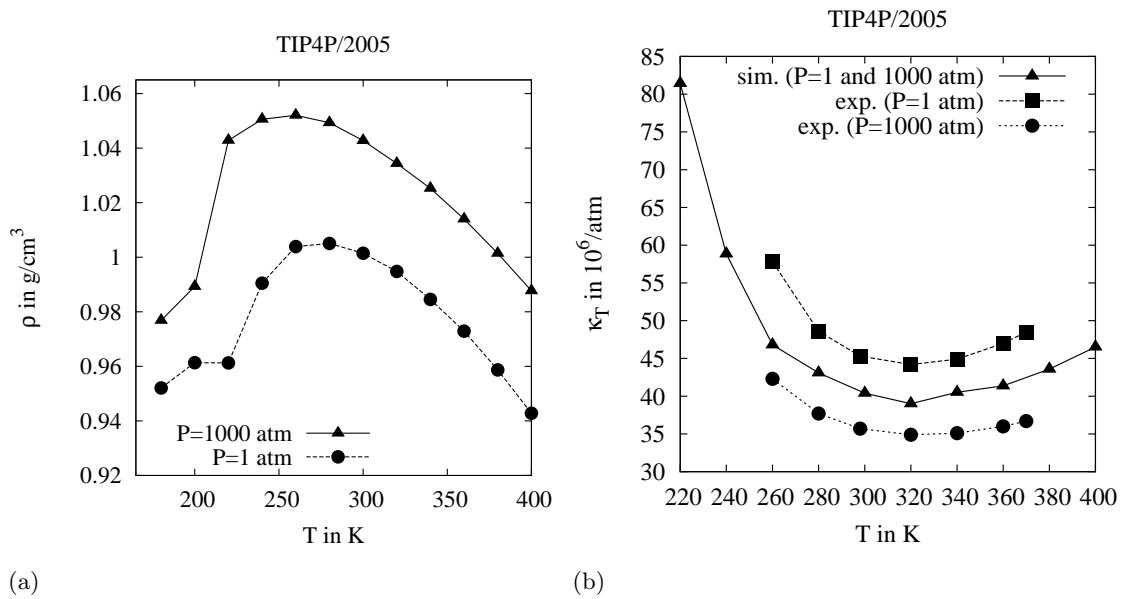 TIP4P/2005
1.06
1.04
1.02
1
0.98
0.96
0.94
0.92
ρ in g/cm³
P=1000 atm
P=1 atm
200 250 300 350 400
T in K
(a)
TIP4P/2005
85
80
75
70
65
60
55
50
45
40
35
30
κ_T in 10⁶/atm
sim. (P=1 and 1000 atm)
exp. (P=1 atm)
exp. (P=1000 atm)
220 240 260 280 300 320 340 360 380 400
T in K
(b)